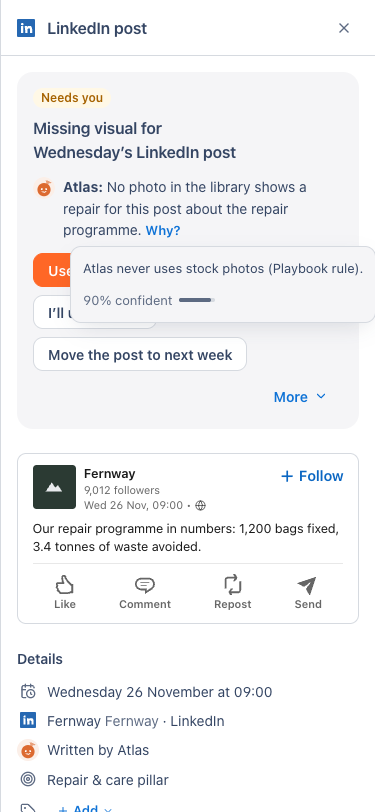 LinkedIn post
Needs you
Missing visual for
Wednesday’s LinkedIn post
Atlas: No photo in the library shows a
repair for this post about the repair
programme. Why?
Atlas never uses stock photos (Playbook rule).
90% confident
Use
I’ll
Move the post to next week
More
Fernway
9,012 followers
Wed 26 Nov, 09:00 •
+ Follow
Our repair programme in numbers: 1,200 bags fixed,
3.4 tonnes of waste avoided.
Like
Comment
Repost
Send
Details
Wednesday 26 November at 09:00
Fernway Fernway · LinkedIn
Written by Atlas
Repair & care pillar
+ Add